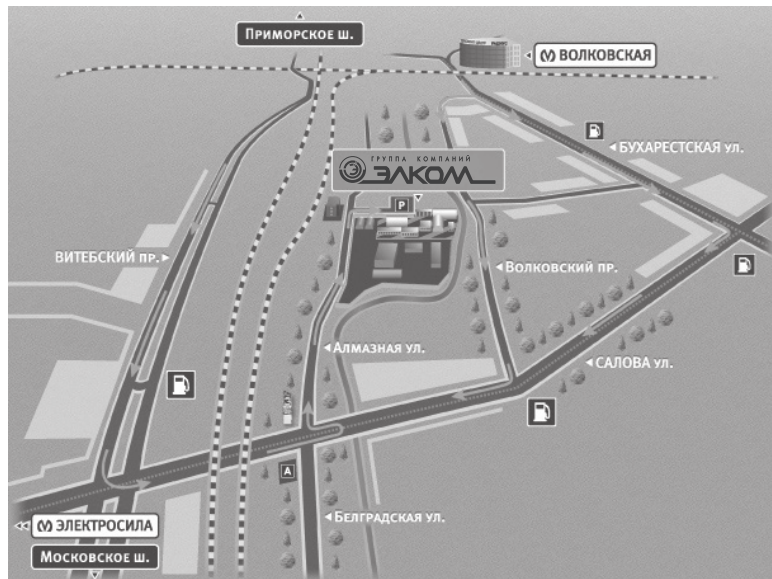 Приморское ш.
ВОЛКОВСКАЯ
БУХАРЕСТСКАЯ ул.
ГРУППА КОМПАНИЙ
ЭЛКОМ
P
ВИТЕБСКИЙ пр.
Волковский пр.
Алмазная ул.
САЛОВА ул.
А
Белградская ул.
ЭЛЕКТРОСИЛА
Московское ш.